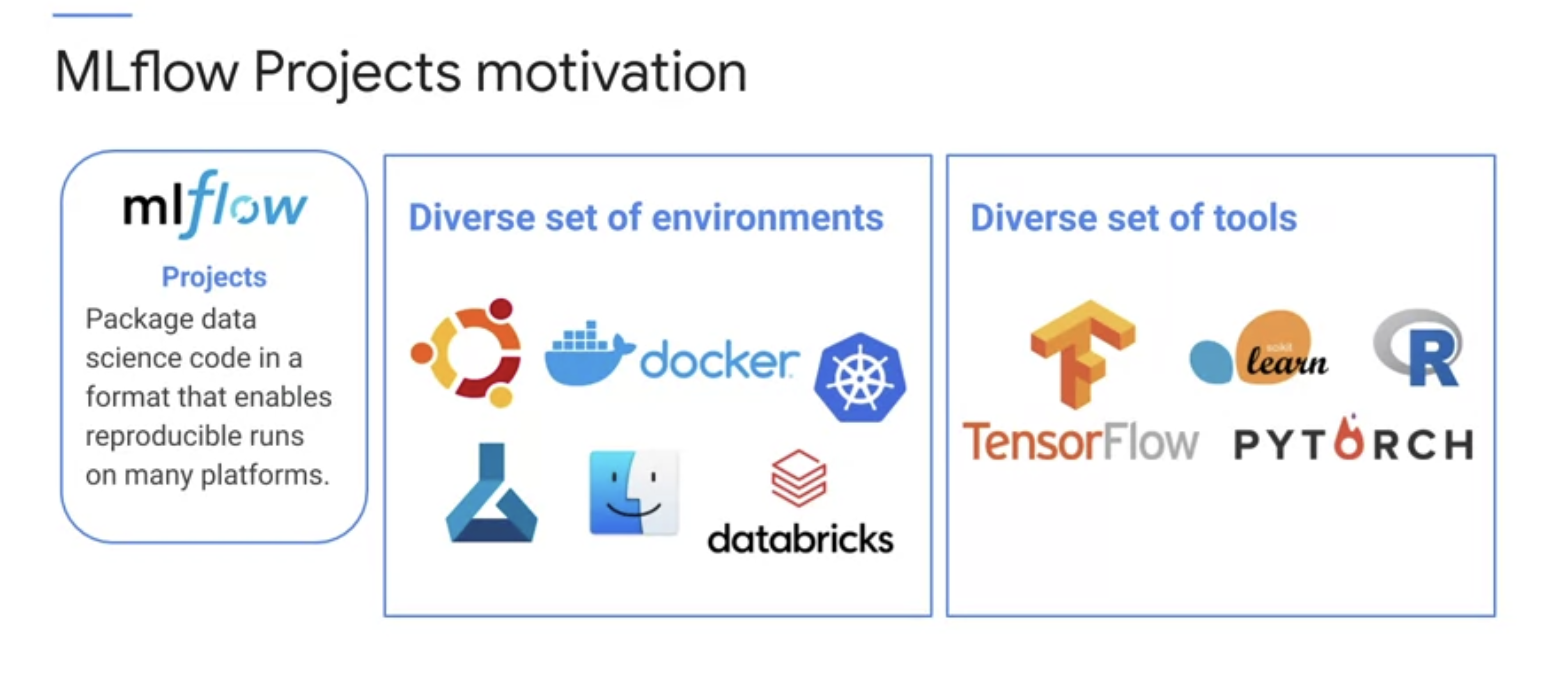 MLflow Projects motivation
mlflow
Projects
Package data
science code in a
format that enables
reproducible runs
on many platforms.
Diverse set of environments
docker
databricks
Diverse set of tools
scikit
learn
R
TensorFlow
PYTORCH